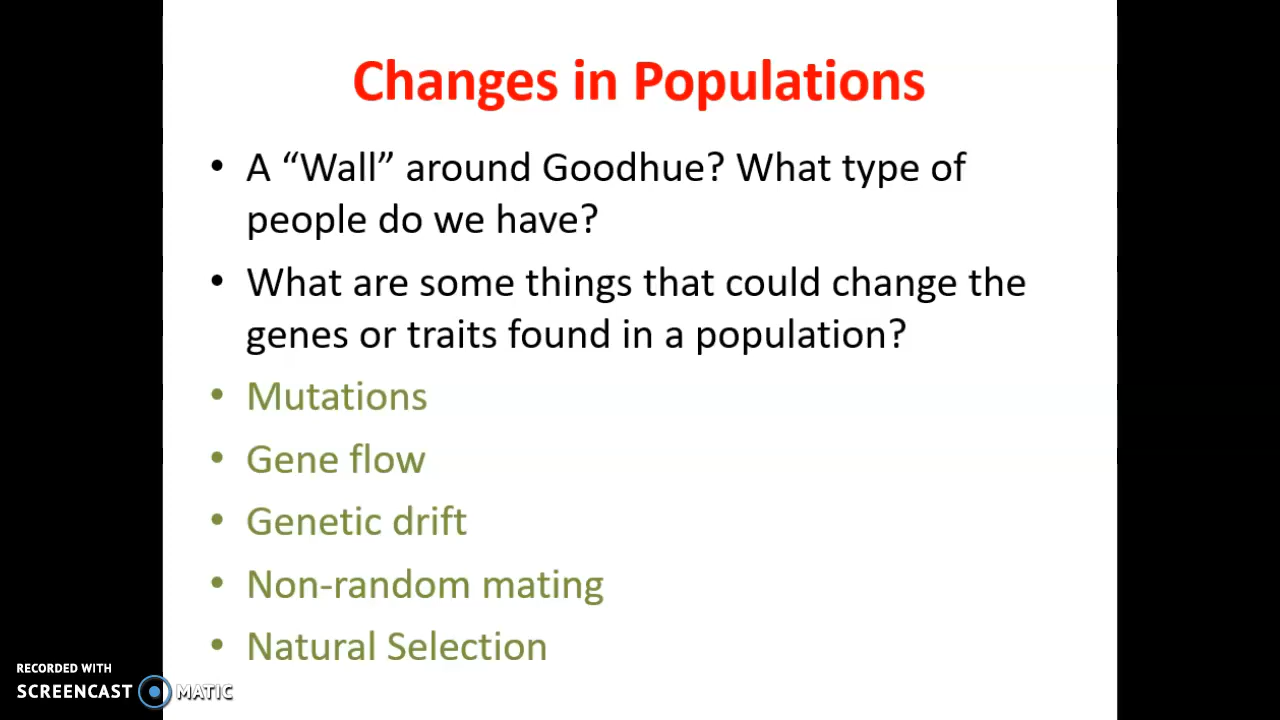 Changes in Populations
• A “Wall” around Goodhue? What type of
people do we have?
• What are some things that could change the
genes or traits found in a population?
• Mutations
• Gene flow
• Genetic drift
• Non-random mating
• Natural Selection
RECORDED WITH
SCREENCAST MATIC